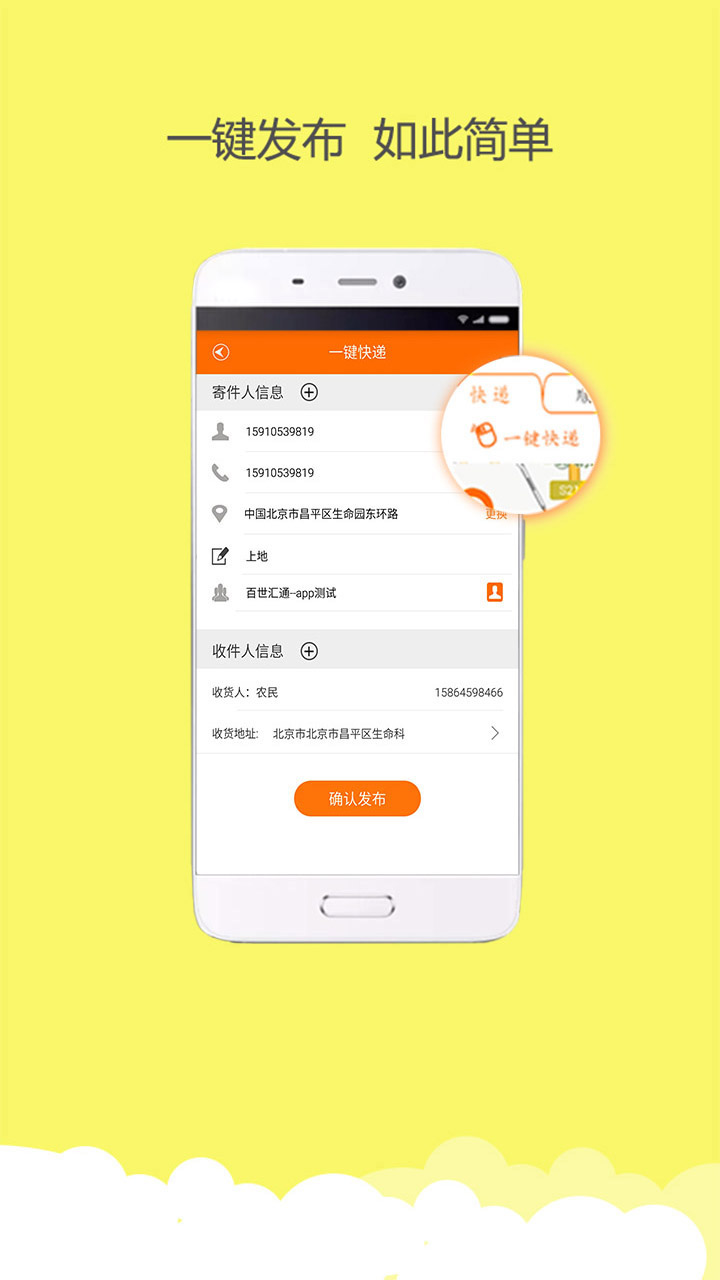 一键发布 如此简单
一键快递
快递
一键快递
S21
寄件人信息
15910539819
15910539819
中国北京市昌平区生命园东环路
更换
上地
百世汇通--app测试
收件人信息
收货人：农民 15864598466
收货地址: 北京市北京市昌平区生命科
确认发布